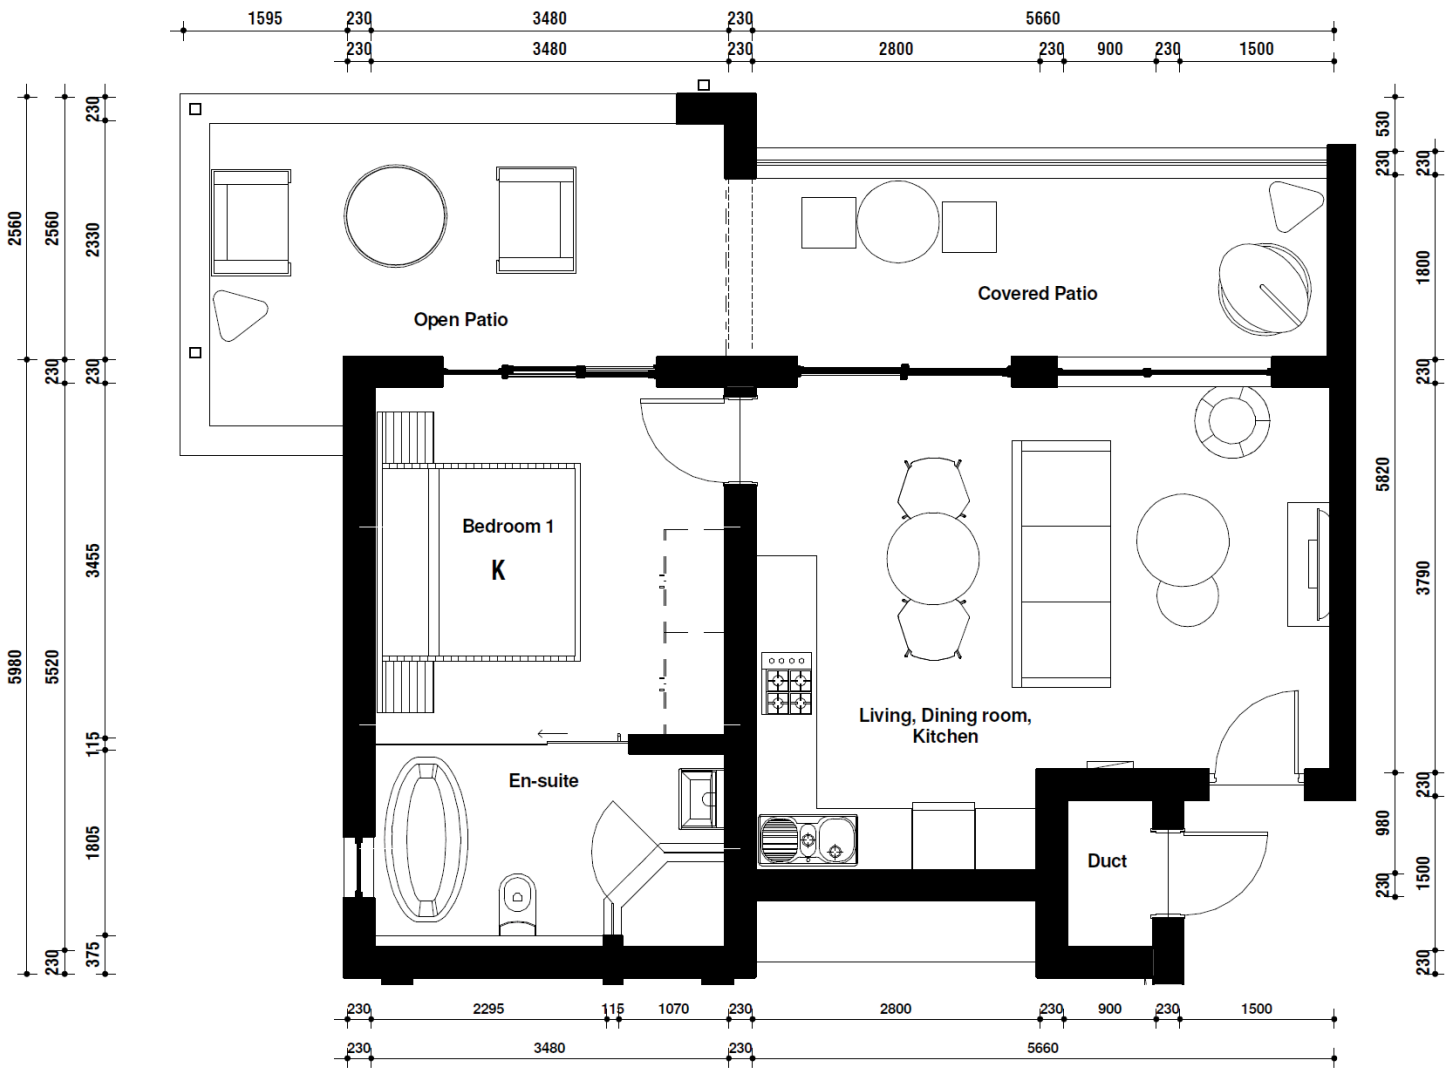 1595 230 3480 230 5660
230 3480 230 2800 230 900 230 1500
230
530
230
230
2560
2560
2330
1800
Covered Patio
Open Patio
230
230
230
5820
Bedroom 1
K
3455
3790
5980
5520
Living, Dining room,
Kitchen
115
En-suite
230
980
1805
Duct
1500
230
375
230
230
230 2295 115 1070 230 2800 230 900 230 1500
230 3480 230 5660